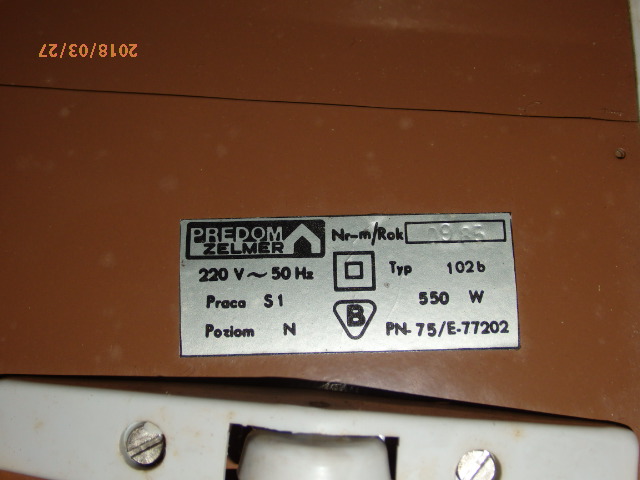 2018/03/27
PREDOM
ZELMER
Nr-m/Rok
220 V ~ 50 Hz
Typ 102b
Praca S1
550 W
Poziom N
B
PN-75/E-77202